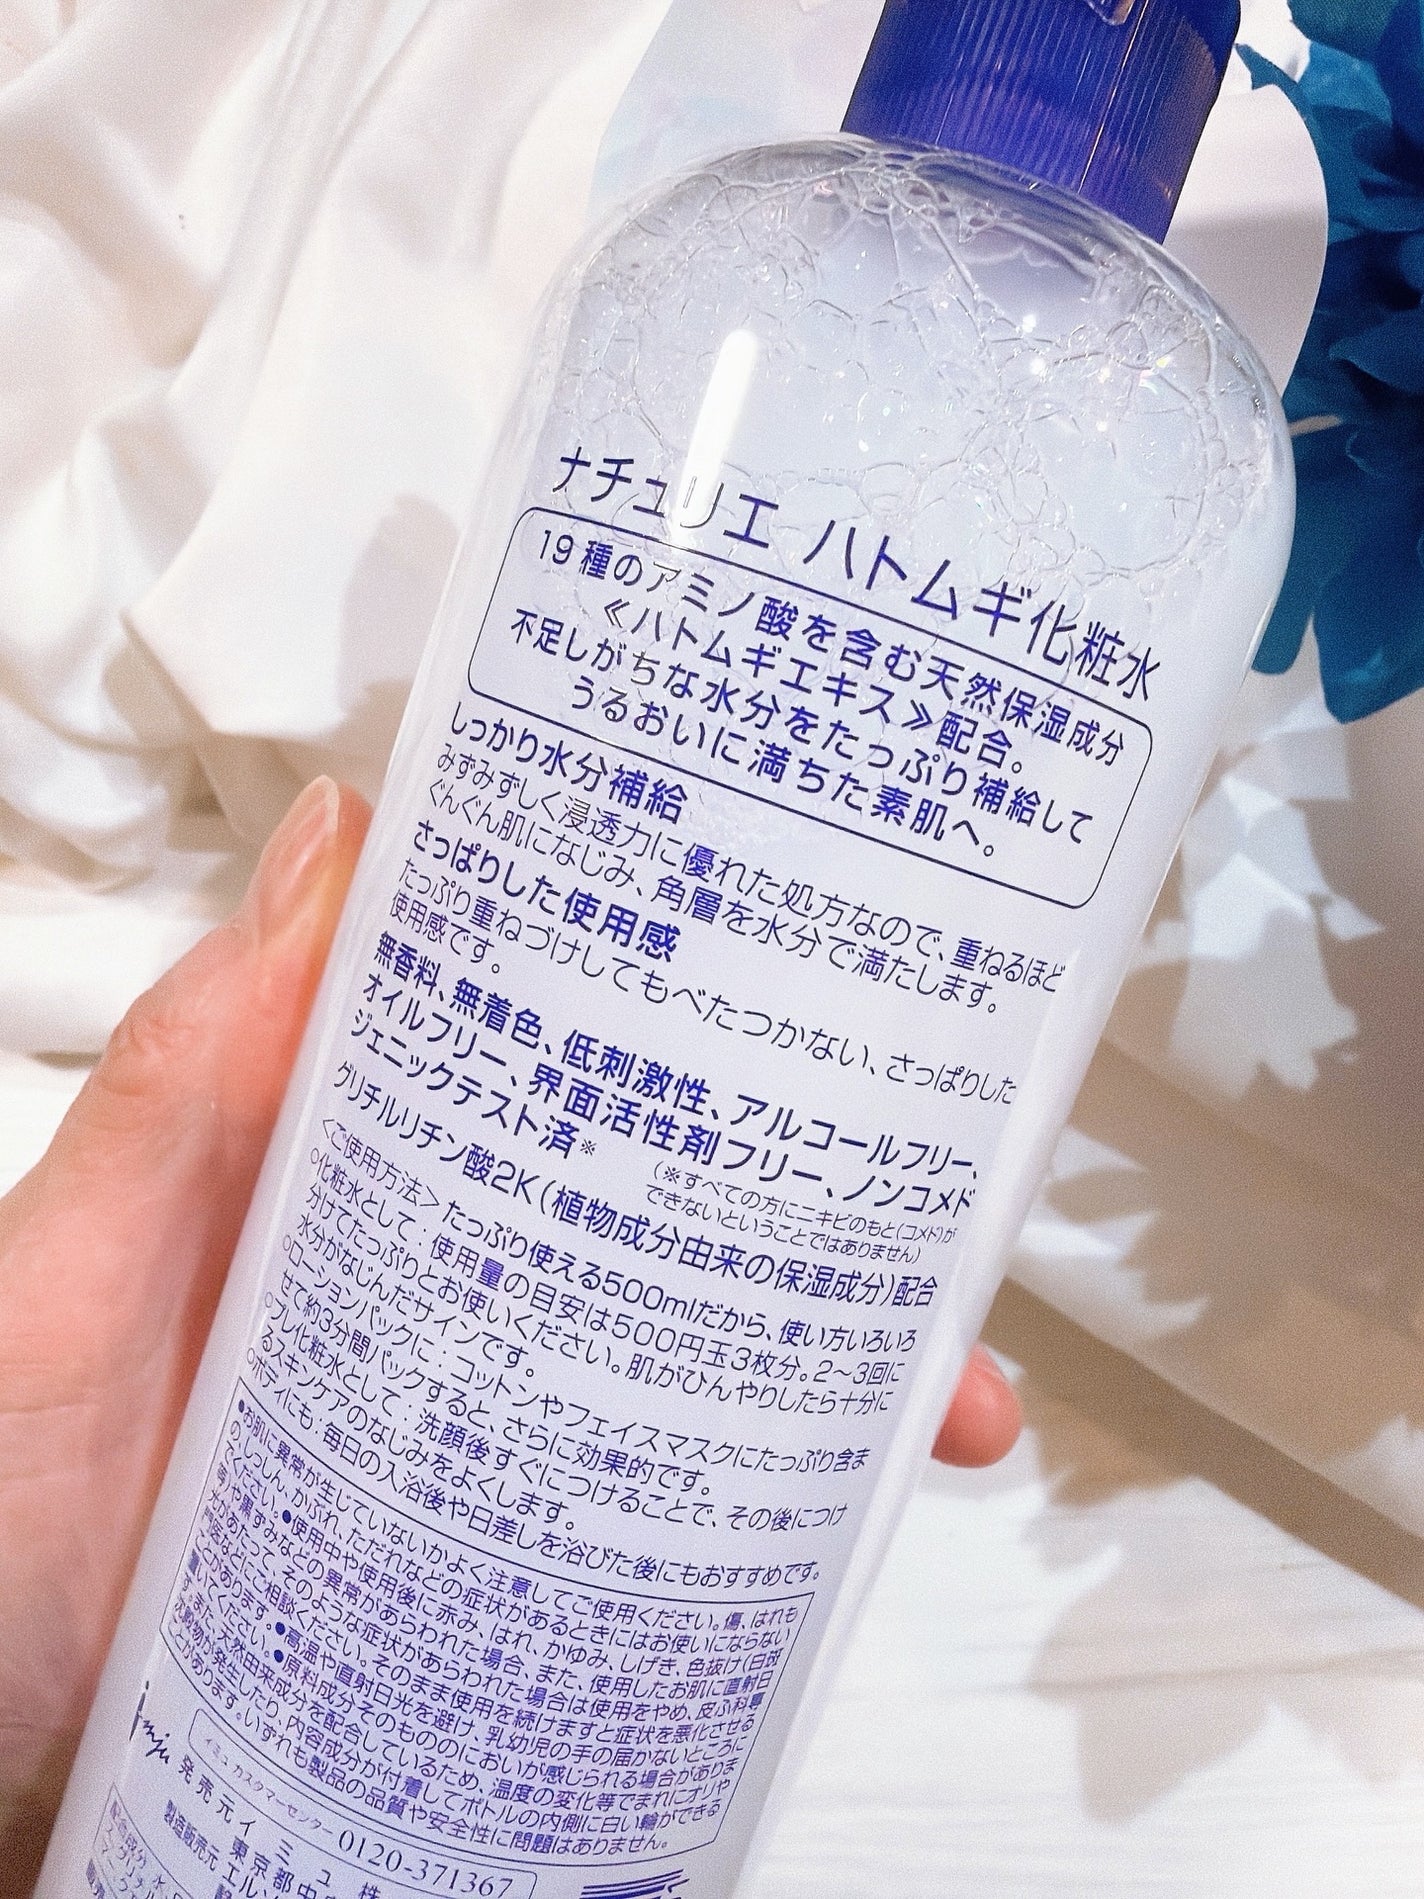 ナチュリエ ハトムギ化粧水
19種のアミノ酸を含む天然保湿成分
≪ハトムギエキス≫配合。
不足しがちな水分をたっぷり補給して
うるおいに満ちた素肌へ。
しっかり水分補給
みずみずしく浸透力に優れた処方なので、重ねるほど
ぐんぐん肌になじみ、角層を水分で満たします。
さっぱりした使用感
たっぷり重ねづけしてもべたつかない、さっぱりした
使用感です。
無香料、無着色、低刺激性、アルコールフリー、
オイルフリー、界面活性剤フリー、ノンコメド
ジェニックテスト済※
(※すべての方にニキビのもと(コメド)が
できないということではありません)
グリチルリチン酸2K(植物成分由来の保湿成分)配合
<ご使用方法>たっぷり使える500mlだから、使い方いろいろ
○化粧水として:使用量の目安は500円玉3枚分。2〜3回に
分けてたっぷりとお使いください。肌がひんやりしたら十分に
水分がなじんだサインです。
○ローションパックに:コットンやフェイスマスクにたっぷり含ま
せて約3分間パックすると、さらに効果的です。
○プレ化粧水として:洗顔後すぐにつけることで、その後につけ
るスキンケアのなじみをよくします。
○ボディにも:毎日の入浴後や日差しを浴びた後にもおすすめです。
●お肌に異常が生じていないかよく注意してご使用ください。傷、はれも
の、しっしん、かぶれ、ただれなどの症状があるときにはお使いにならない
でください。●使用中や使用後に赤み、はれ、かゆみ、しげき、色抜け(白斑
等)や黒ずみなどの異常があらわれた場合、また、使用したお肌に直射日
光があたって、そのような症状があらわれた場合は使用をやめ、皮ふ科専
門医などにご相談ください。そのまま使用を続けますと症状を悪化させる
ことがあります。●高温や直射日光を避け、乳幼児の手の届かないところに
置いてください。●原料成分そのもののにおいが感じられる場合がありま
す。また、天然由来成分を配合しているため、温度の変化等でまれにオリや
沈殿物が発生したり、内容成分が付着してボトルの内側に白い輪ができる
ことがあります。いずれも製品の品質や安全性に問題はありません。
imju
イミュ カスタマーセンター 0120-371367
発売元 イミュ株
東京都中央
製造販売元 エル
配合成分 水